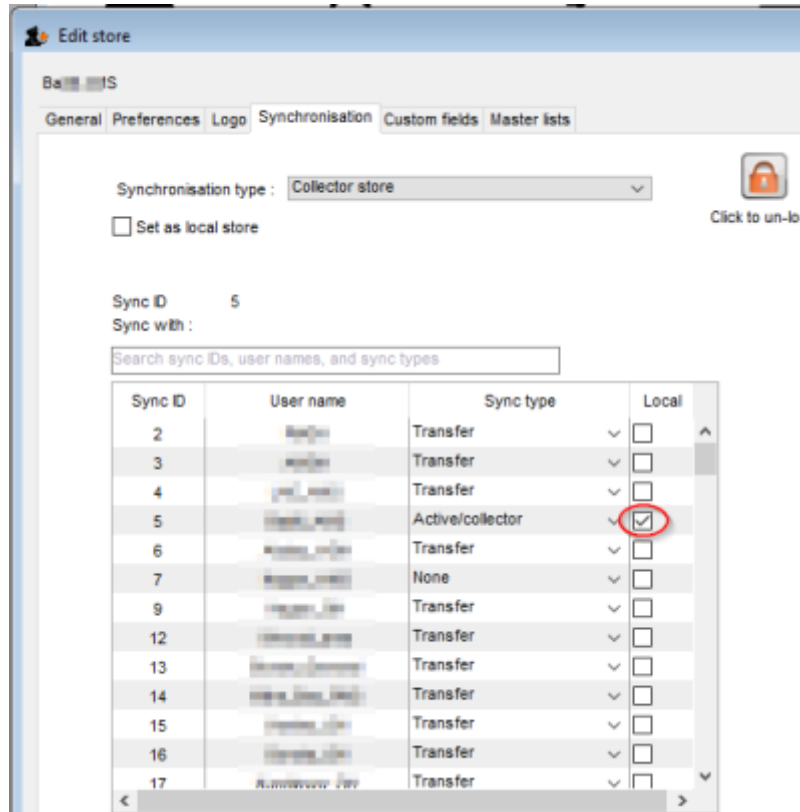 Edit store
General Preferences Logo Synchronisation Custom fields Master lists
Synchronisation type : Collector store
Set as local store
Click to un-lo
Sync ID 5
Sync with :
Search sync IDs, user names, and sync types
Sync ID User name Sync type Local
2 Transfer
3 Transfer
4 Transfer
5 Active/collector
6 Transfer
7 None
9 Transfer
12 Transfer
13 Transfer
14 Transfer
15 Transfer
16 Transfer
17 Transfer